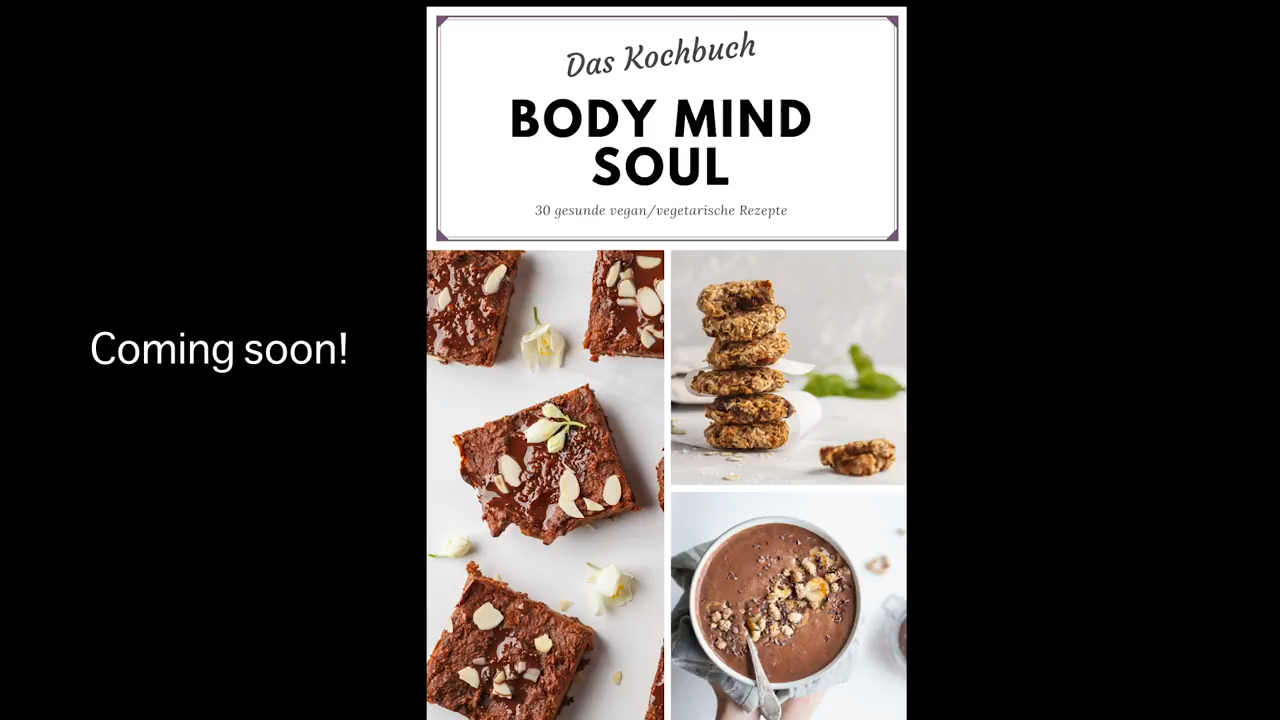 Coming soon!
Das Kochbuch
BODY MIND
SOUL
30 gesunde vegan/vegetarische Rezepte